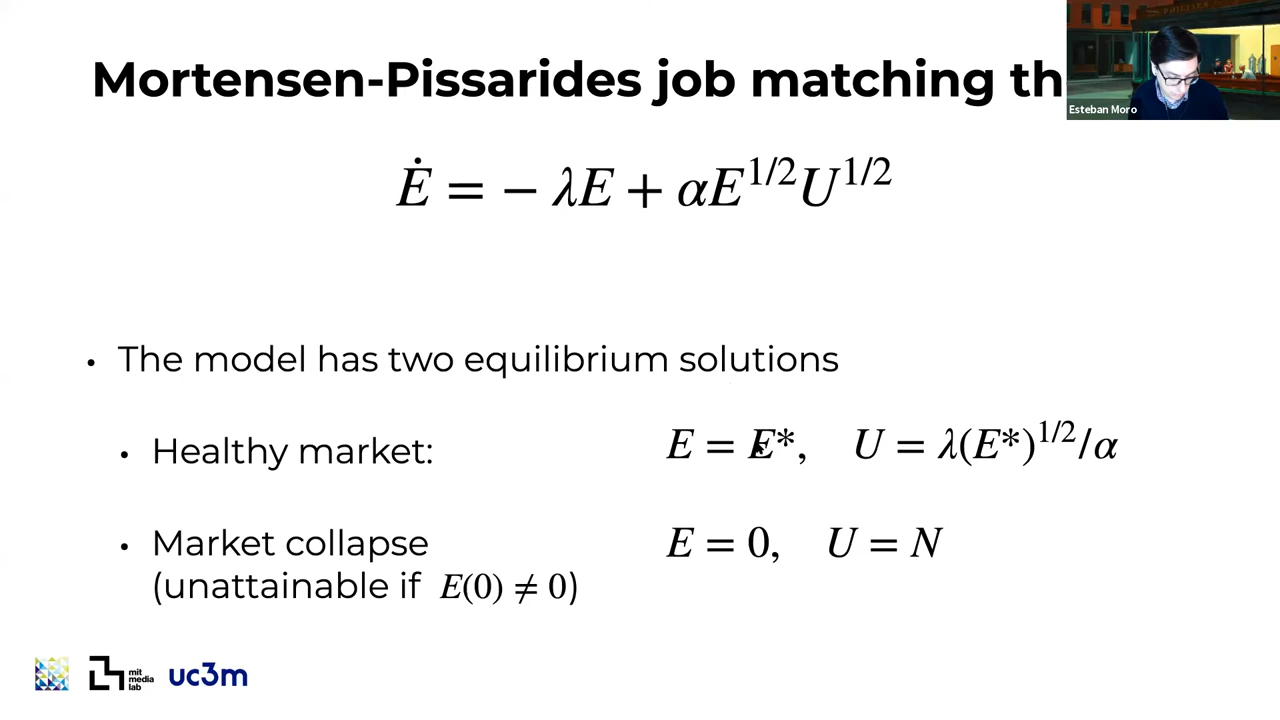 Mortensen-Pissarides job matching th
Esteban Moro
Ė = − λE + αE^{1/2}U^{1/2}
• The model has two equilibrium solutions
• Healthy market: E = E*, U = λ(E*)^{1/2}/α
• Market collapse E = 0, U = N
(unattainable if E(0) ≠ 0)
mit
media
lab
uc3m